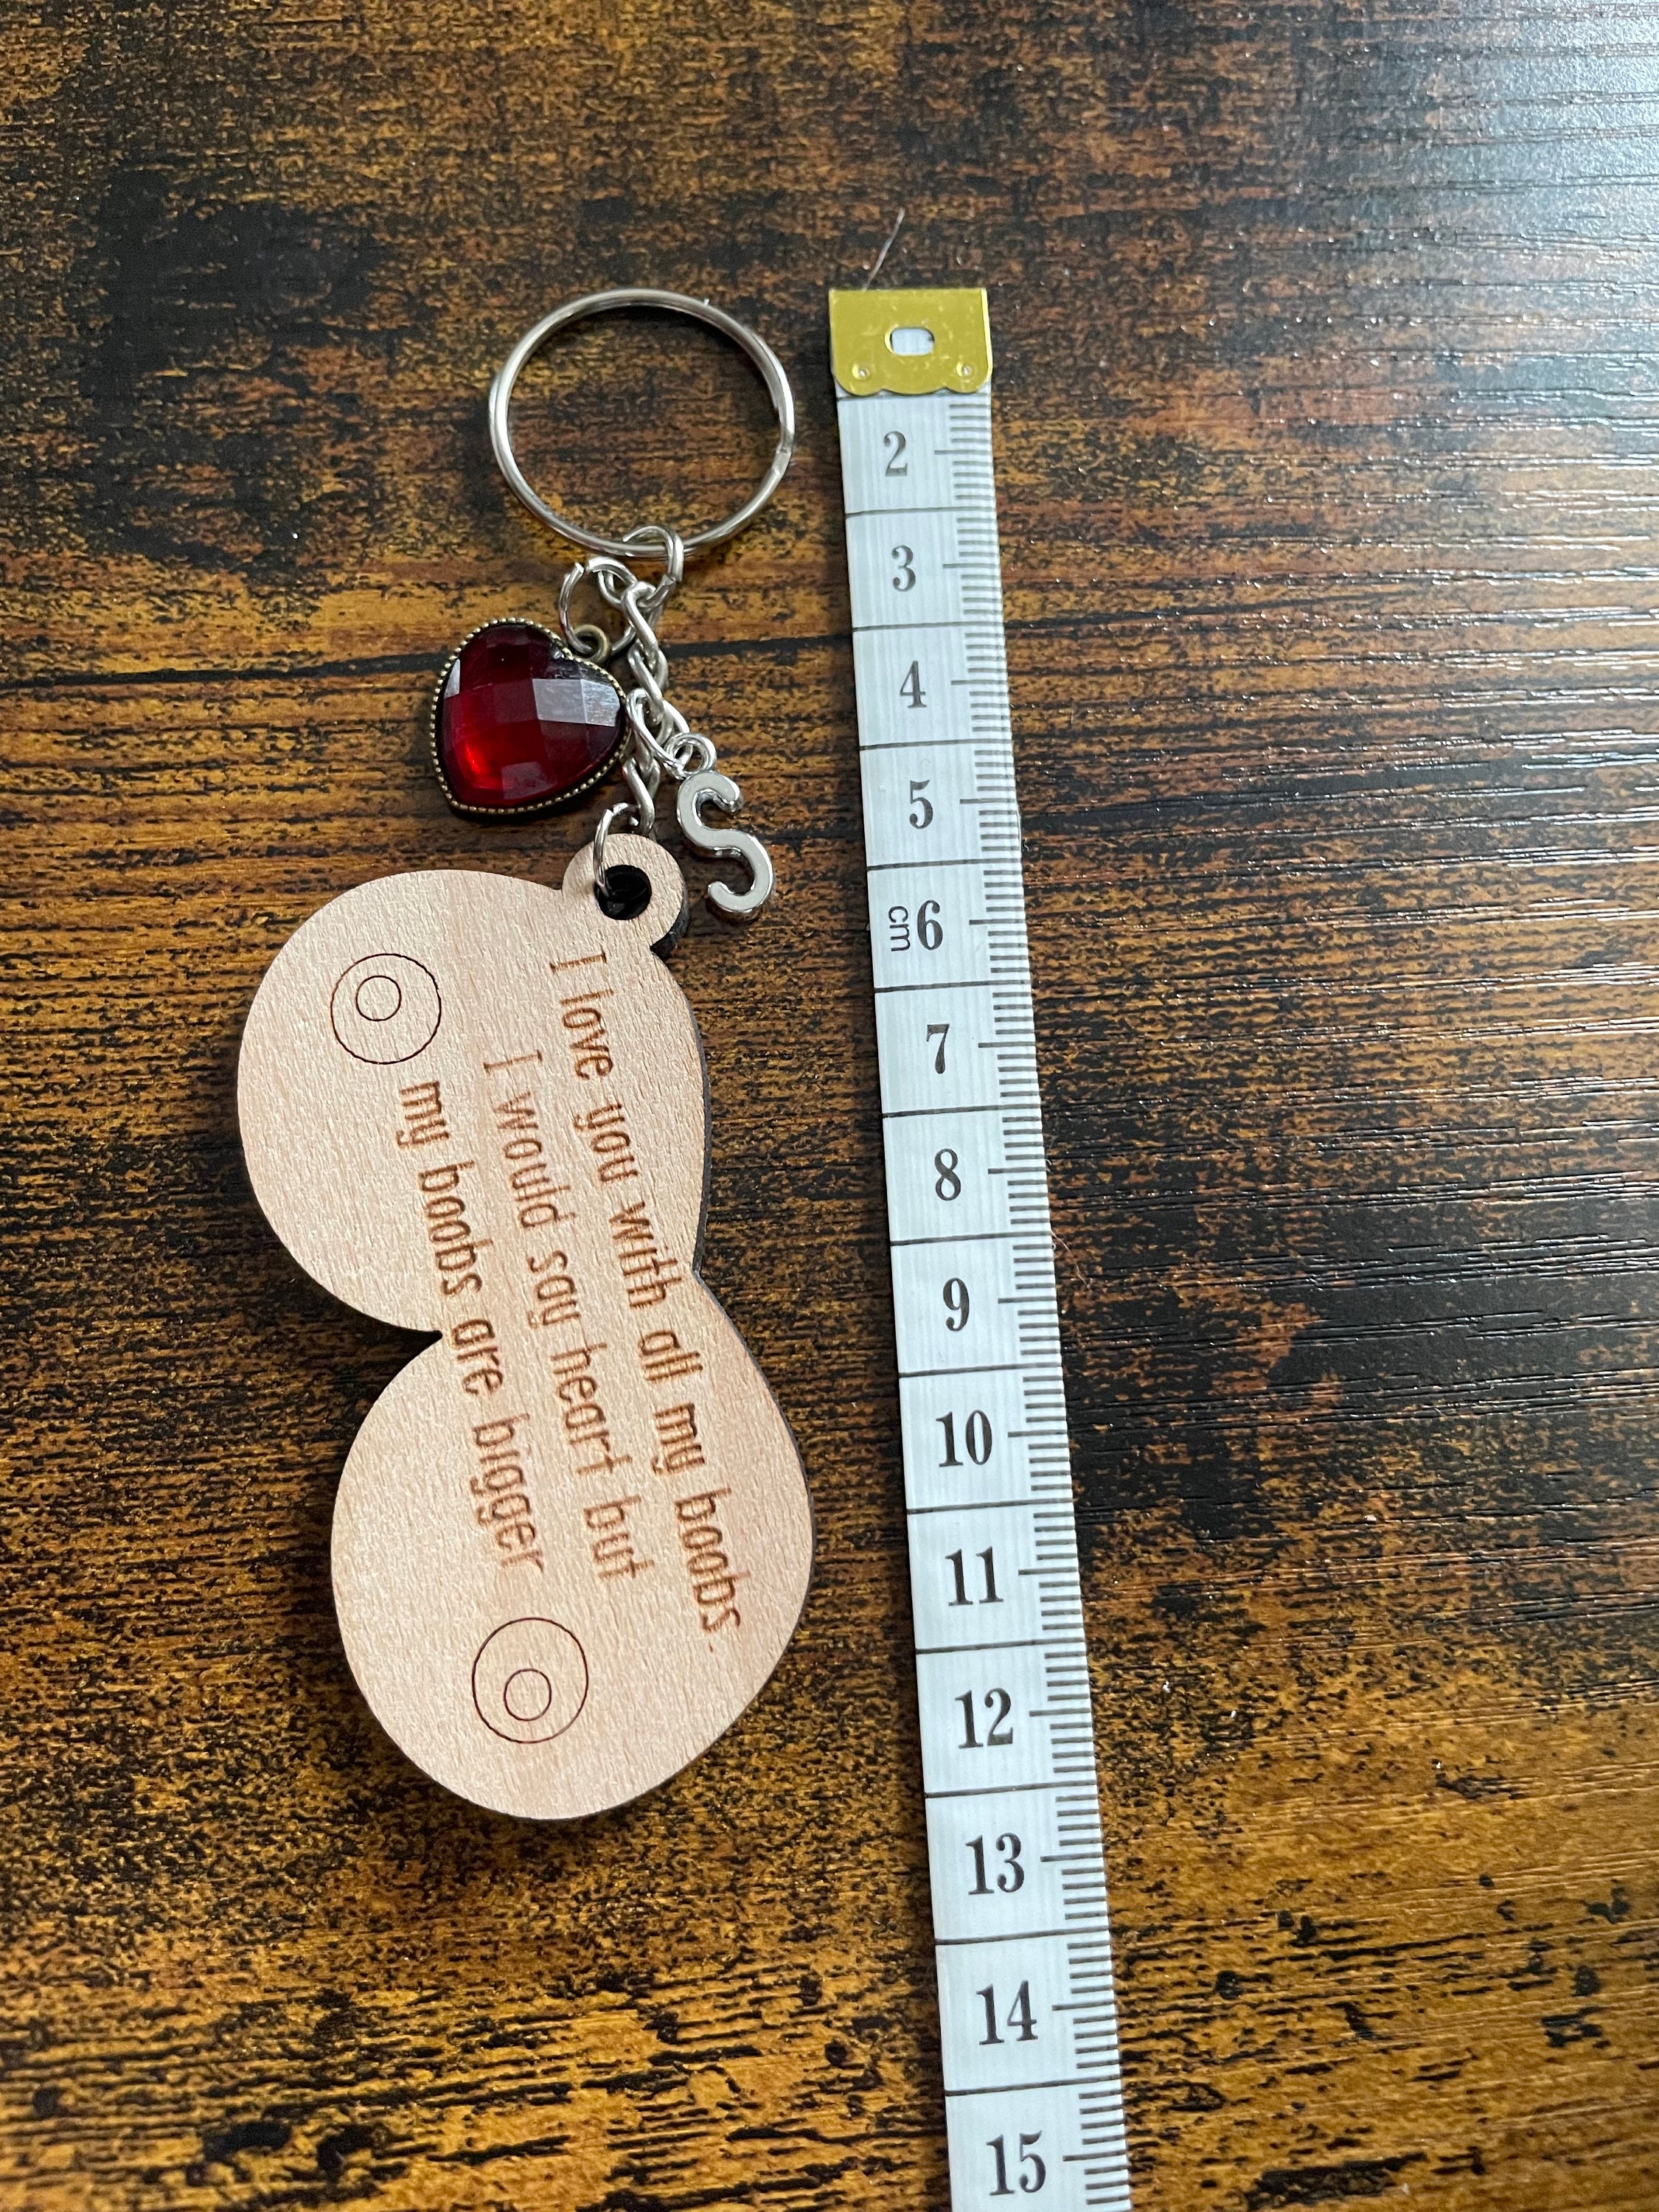 I love you with all my boobs.
I would say heart but
my boobs are bigger
S
2
3
4
5
cm 6
7
8
9
10
11
12
13
14
15